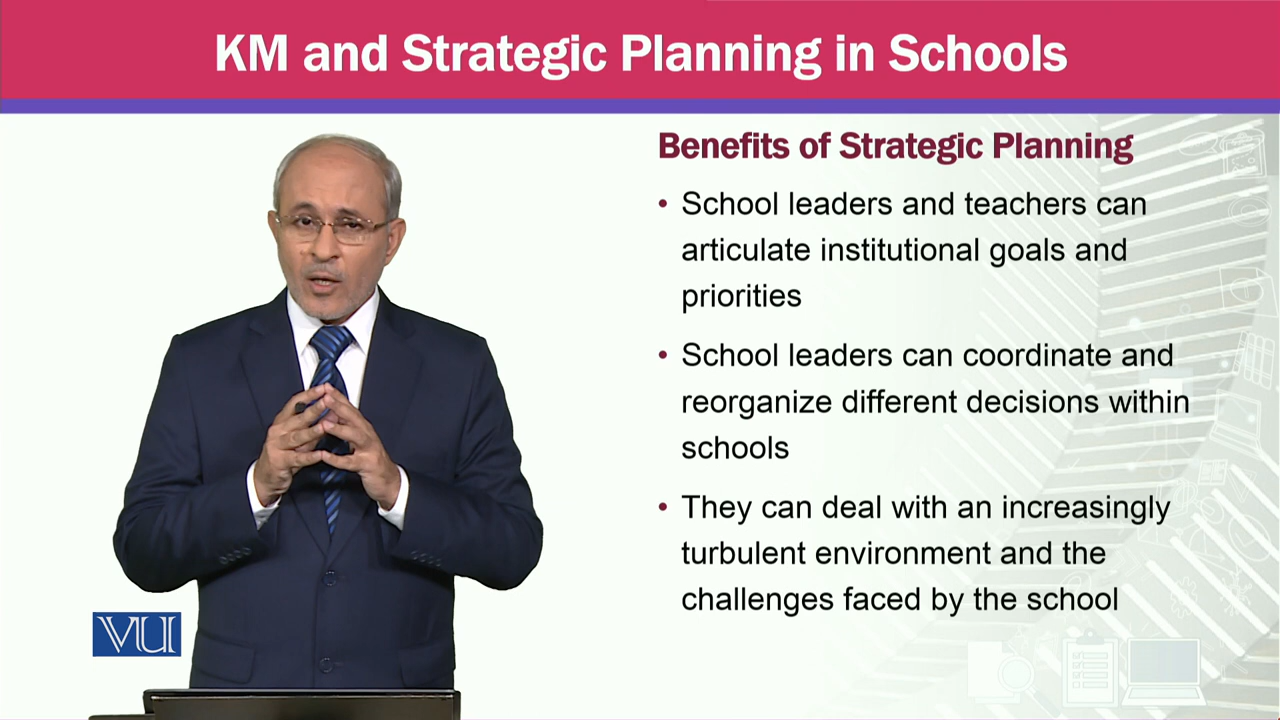 KM and Strategic Planning in Schools
Benefits of Strategic Planning
• School leaders and teachers can
articulate institutional goals and
priorities
• School leaders can coordinate and
reorganize different decisions within
schools
• They can deal with an increasingly
turbulent environment and the
challenges faced by the school
VU